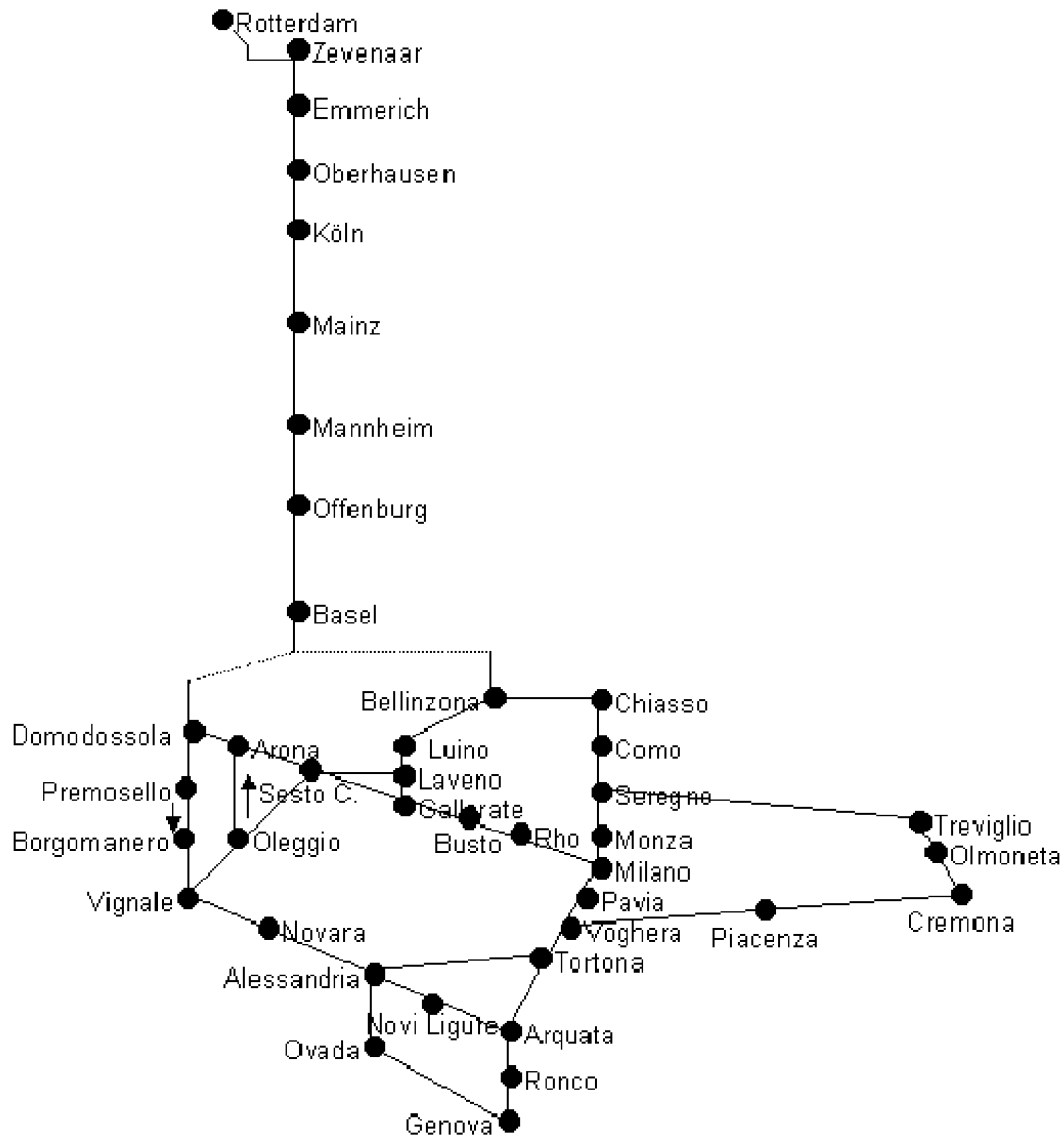 Rotterdam
Zevenaar
Emmerich
Oberhausen
Köln
Mainz
Mannheim
Offenburg
Basel
Bellinzona
Chiasso
Domodossola
Arona
Luino
Como
Premosello
Sesto C.
Laveno
Gallarate
Seregno
Borgomanero
Oleggio
Busto
Rho
Monza
Treviglio
Olmoneta
Milano
Vignale
Pavia
Cremona
Novara
Voghera
Piacenza
Alessandria
Tortona
Novi Ligure
Arquata
Ovada
Ronco
Genova